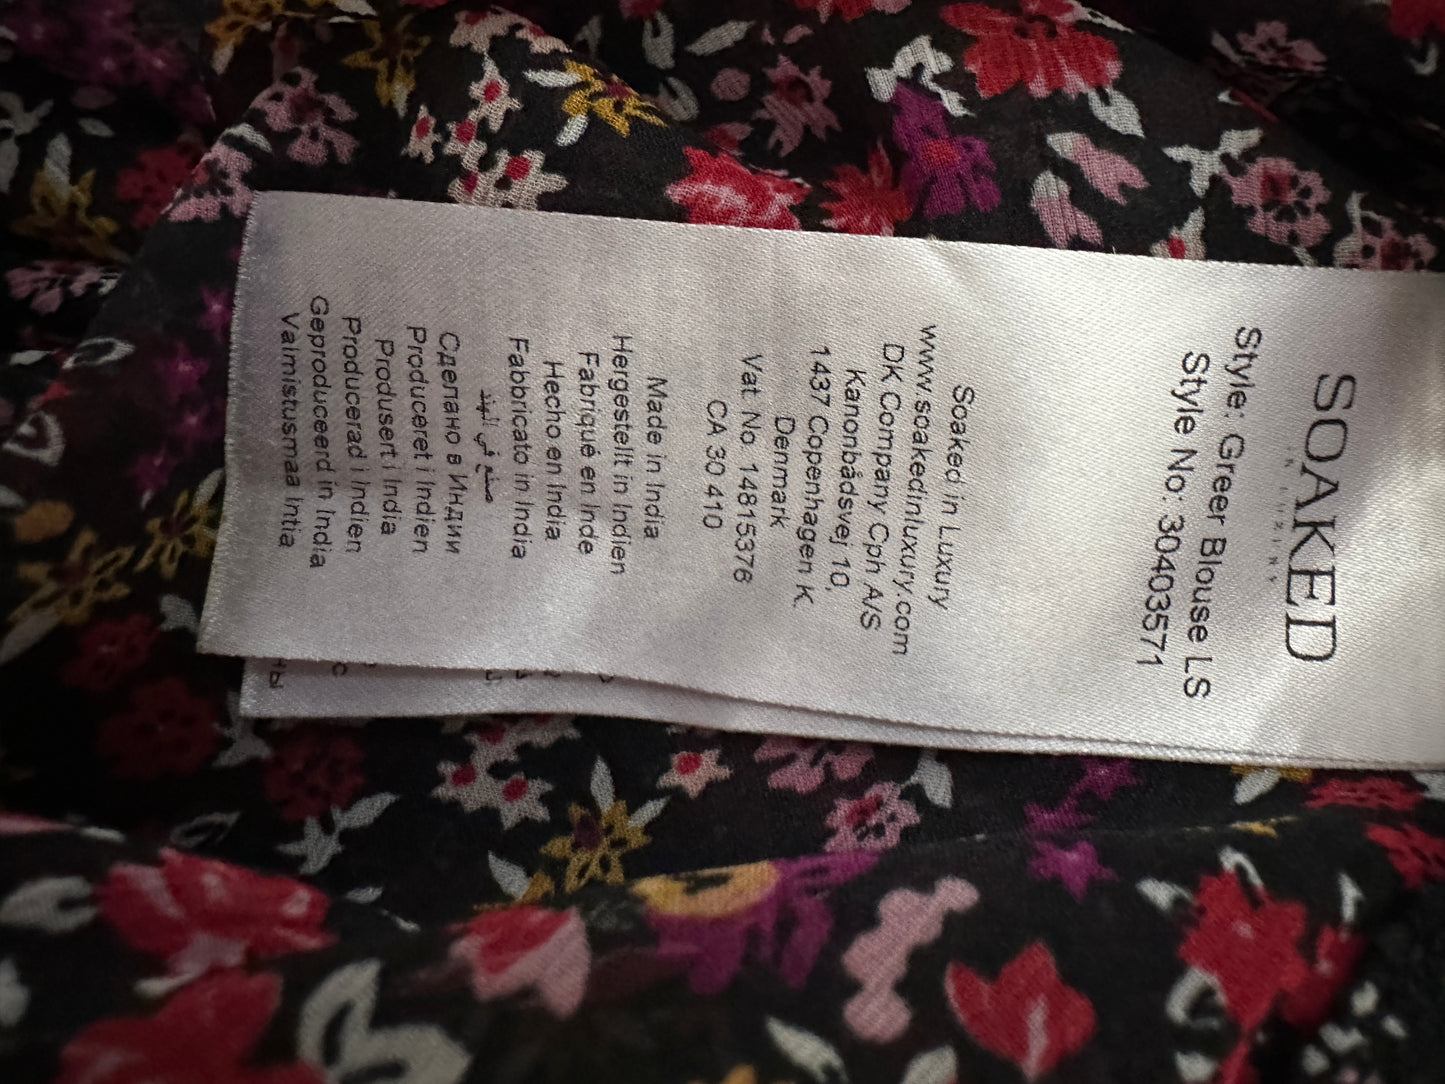 SOAKED
IN LUXURY
Style: Greer Blouse LS
Style No: 30403571
Soaked in Luxury
www.soakedinluxury.com
DK Company Cph A/S
Kanonbådsvej 10,
1437 Copenhagen K.
Denmark
Vat. No. 14815376
CA 30 410
Made in India
Hergestellt in Indien
Fabriqué en Inde
Hecho en India
Fabbricato in India
صنع في الهند
Сделано в Индии
Produceret i Indien
Produsert i India
Producerad i Indien
Geproduceerd in India
Valmistusmaa Intia